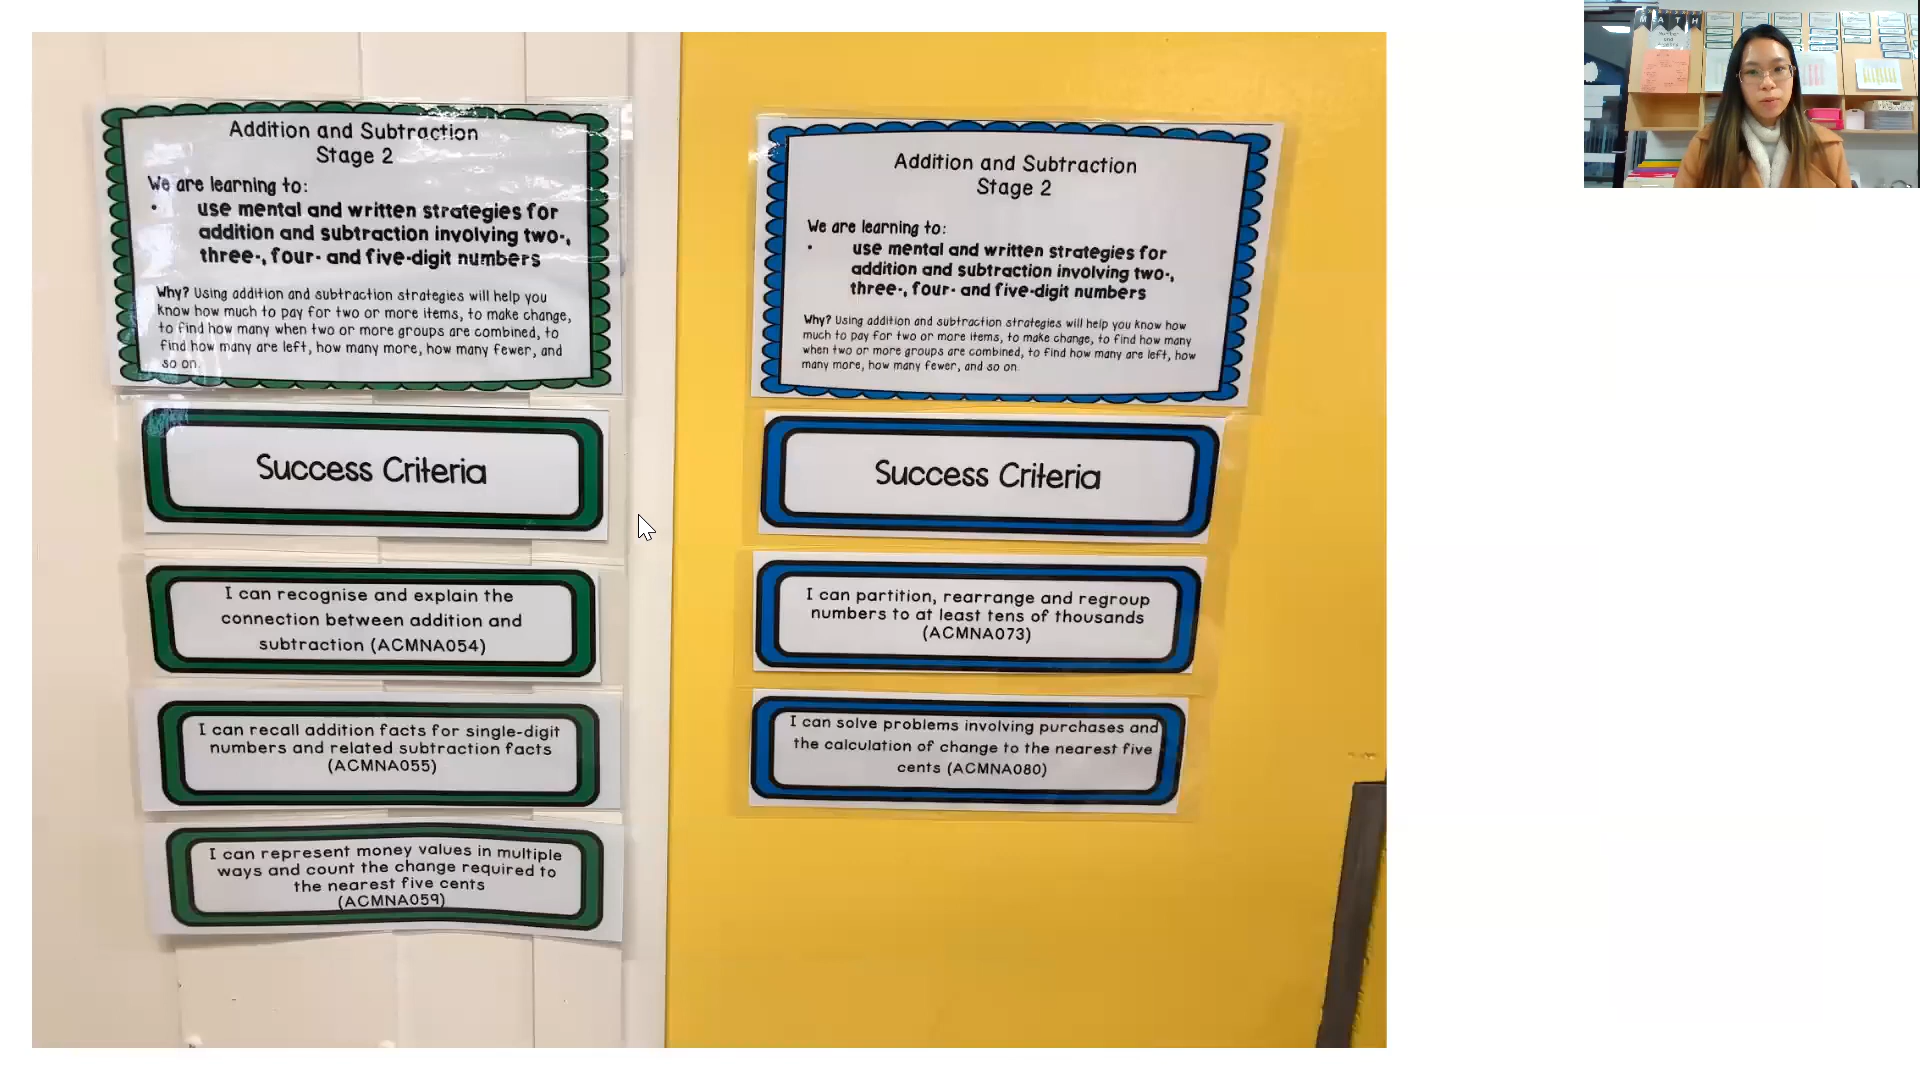 Addition and Subtraction
Stage 2
We are learning to:
• use mental and written strategies for
addition and subtraction involving two-,
three-, four- and five-digit numbers
Why? Using addition and subtraction strategies will help you
know how much to pay for two or more items, to make change,
to find how many when two or more groups are combined, to
find how many are left, how many more, how many fewer, and
so on.
Success Criteria
I can recognise and explain the
connection between addition and
subtraction (ACMNA054)
I can recall addition facts for single-digit
numbers and related subtraction facts
(ACMNA055)
I can represent money values in multiple
ways and count the change required to
the nearest five cents
(ACMNA059)
Addition and Subtraction
Stage 2
We are learning to:
• use mental and written strategies for
addition and subtraction involving two-,
three-, four- and five-digit numbers
Why? Using addition and subtraction strategies will help you know how
much to pay for two or more items, to make change, to find how many
when two or more groups are combined, to find how many are left, how
many more, how many fewer, and so on.
Success Criteria
I can partition, rearrange and regroup
numbers to at least tens of thousands
(ACMNA073)
I can solve problems involving purchases and
the calculation of change to the nearest five
cents (ACMNA080)
MATH